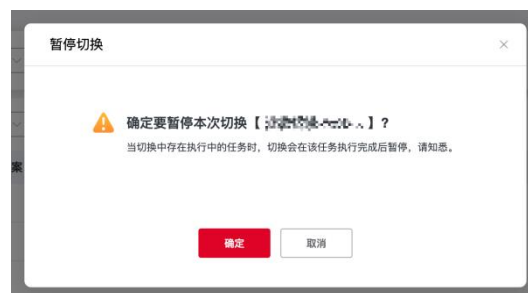 暂停切换
确定要暂停本次切换【 】?
当切换中存在执行中的任务时，切换会在该任务执行完成后暂停，请知悉。
案
确定
取消